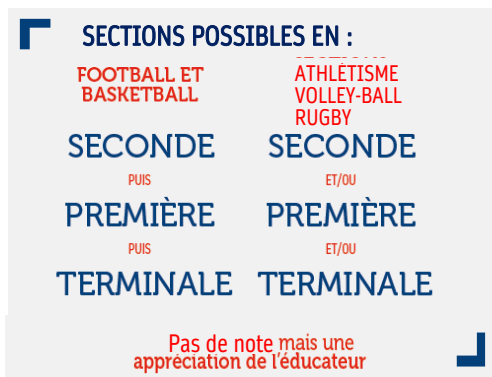 SECTIONS POSSIBLES EN :
FOOTBALL ET
BASKETBALL
SECONDE
PUIS
PREMIÈRE
PUIS
TERMINALE
ATHLÉTISME
VOLLEY-BALL
RUGBY
SECONDE
ET/OU
PREMIÈRE
ET/OU
TERMINALE
Pas de note mais une
appréciation de l'éducateur